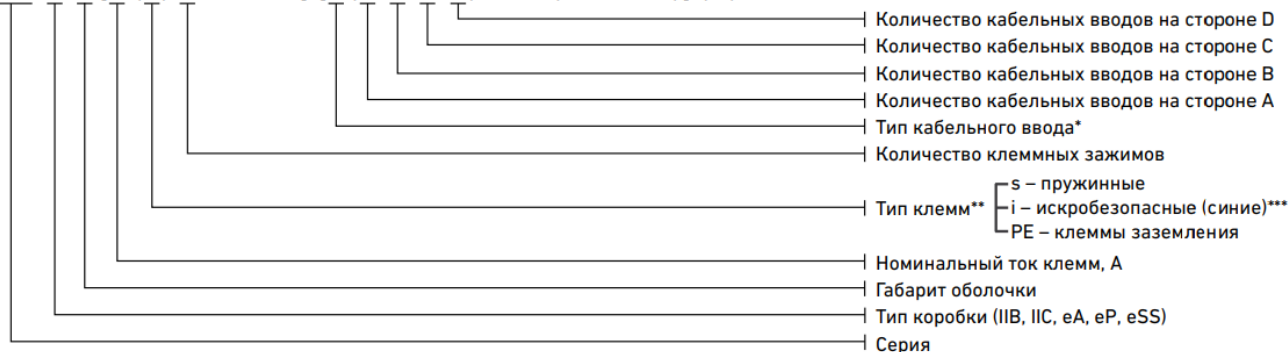 Количество кабельных вводов на стороне D
Количество кабельных вводов на стороне C
Количество кабельных вводов на стороне B
Количество кабельных вводов на стороне A
Тип кабельного ввода*
Количество клеммных зажимов
s – пружинные
Тип клемм** i – искробезопасные (синие)***
PE – клеммы заземления
Номинальный ток клемм, А
Габарит оболочки
Тип коробки (IIB, IIC, eA, eP, eSS)
Серия